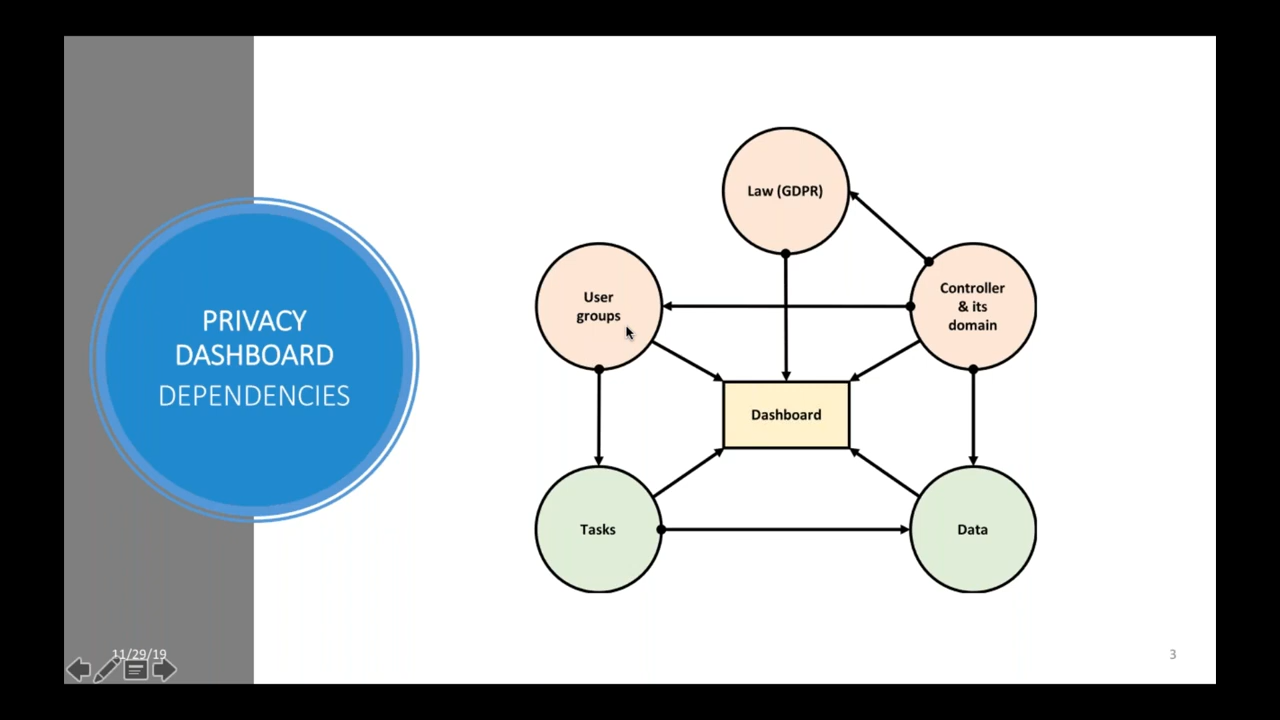 PRIVACY
DASHBOARD
DEPENDENCIES
Law (GDPR)
User
groups
Controller
& its
domain
Dashboard
Tasks
Data
11/29/19
3